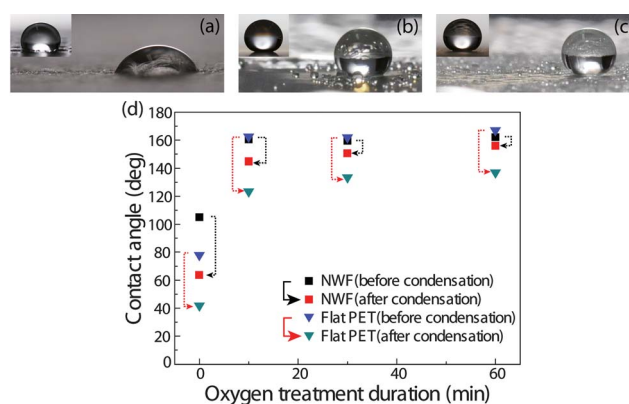 (a)
(b)
(c)
(d)
180
160
140
120
100
80
60
40
20
0
Contact angle (deg)
NWF(before condensation)
NWF(after condensation)
Flat PET(before condensation)
Flat PET(after condensation)
0
20
40
60
Oxygen treatment duration (min)